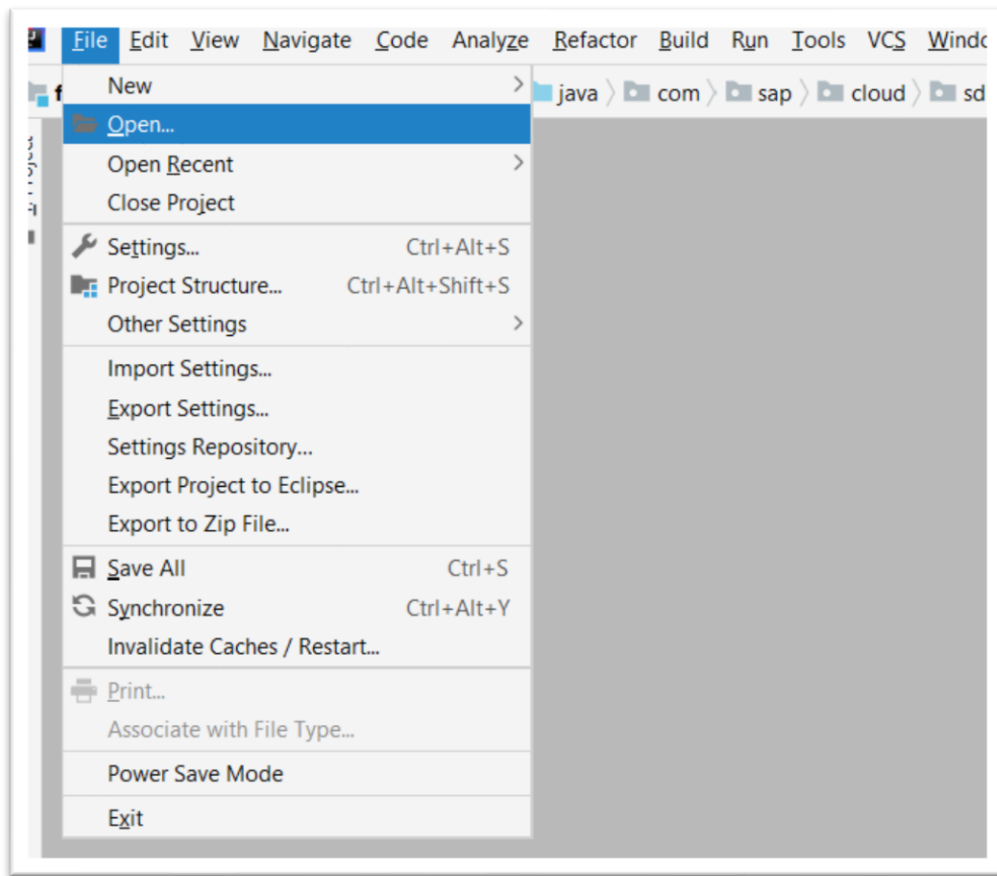 File Edit View Navigate Code Analyze Refactor Build Run Tools VCS
java com sap cloud
New
Open...
Open Recent
Close Project
Settings... Ctrl+Alt+S
Project Structure... Ctrl+Alt+Shift+S
Other Settings
Import Settings...
Export Settings...
Settings Repository...
Export Project to Eclipse...
Export to Zip File...
Save All Ctrl+S
Synchronize Ctrl+Alt+Y
Invalidate Caches / Restart...
Print...
Associate with File Type...
Power Save Mode
Exit